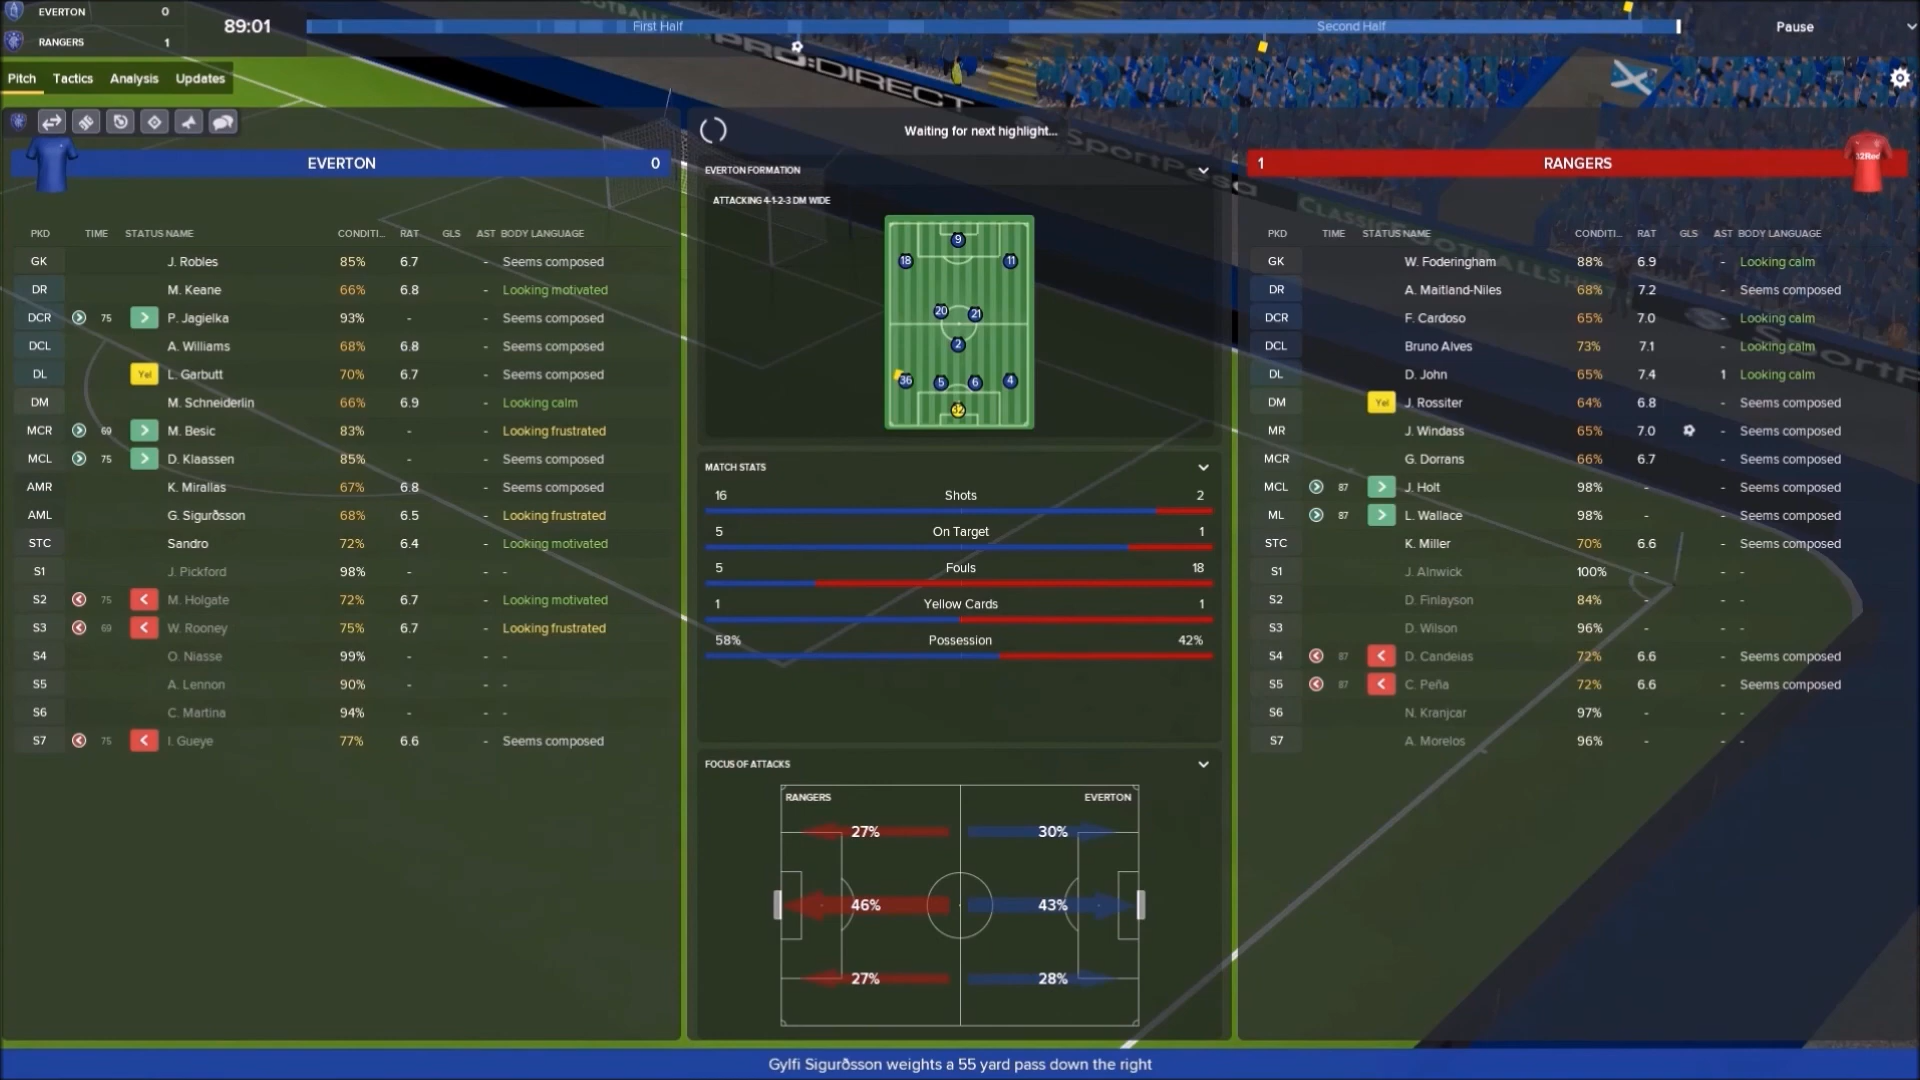 EVERTON 0
RANGERS 1
89:01
First Half
Second Half
Pause
Pitch Tactics Analysis Updates
PRO:DIRECT
SportPesa
Waiting for next highlight...
EVERTON 0
PKD TIME STATUS NAME CONDITI... RAT GLS AST BODY LANGUAGE
GK J. Robles 85% 6.7 - Seems composed
DR M. Keane 66% 6.8 - Looking motivated
DCR 75 P. Jagielka 93% - - Seems composed
DCL A. Williams 68% 6.8 - Seems composed
DL Yel L. Garbutt 70% 6.7 - Seems composed
DM M. Schneiderlin 66% 6.9 - Looking calm
MCR 69 M. Besic 83% - - Looking frustrated
MCL 75 D. Klaassen 85% - - Seems composed
AMR K. Mirallas 67% 6.8 - Seems composed
AML G. Sigurðsson 68% 6.5 - Looking frustrated
STC Sandro 72% 6.4 - Looking motivated
S1 J. Pickford 98% - - -
S2 75 M. Holgate 72% 6.7 - Looking motivated
S3 69 W. Rooney 75% 6.7 - Looking frustrated
S4 O. Niasse 99% - - -
S5 A. Lennon 90% - - -
S6 C. Martina 94% - - -
S7 75 I. Gueye 77% 6.6 - Seems composed
EVERTON FORMATION
ATTACKING 4-1-2-3 DM WIDE
9
18 11
20 21
2
36 5 6 4
32
MATCH STATS
16 Shots 2
5 On Target 1
5 Fouls 18
1 Yellow Cards 1
58% Possession 42%
FOCUS OF ATTACKS
RANGERS EVERTON
27% 30%
46% 43%
27% 28%
1 RANGERS
32Red
PKD TIME STATUS NAME CONDITI... RAT GLS AST BODY LANGUAGE
GK W. Foderingham 88% 6.9 - Looking calm
DR A. Maitland-Niles 68% 7.2 - Seems composed
DCR F. Cardoso 65% 7.0 - Looking calm
DCL Bruno Alves 73% 7.1 - Looking calm
DL D. John 65% 7.4 1 Looking calm
DM Yel J. Rossiter 64% 6.8 - Seems composed
MR J. Windass 65% 7.0 - Seems composed
MCR G. Dorrans 66% 6.7 - Seems composed
MCL 87 J. Holt 98% - - Seems composed
ML 87 L. Wallace 98% - - Seems composed
STC K. Miller 70% 6.6 - Seems composed
S1 J. Alnwick 100% - - -
S2 D. Finlayson 84% - - -
S3 D. Wilson 96% - - -
S4 87 D. Candeias 72% 6.6 - Seems composed
S5 87 C. Peña 72% 6.6 - Seems composed
S6 N. Kranjcar 97% - - -
S7 A. Morelos 96% - - -
Gylfi Sigurðsson weights a 55 yard pass down the right